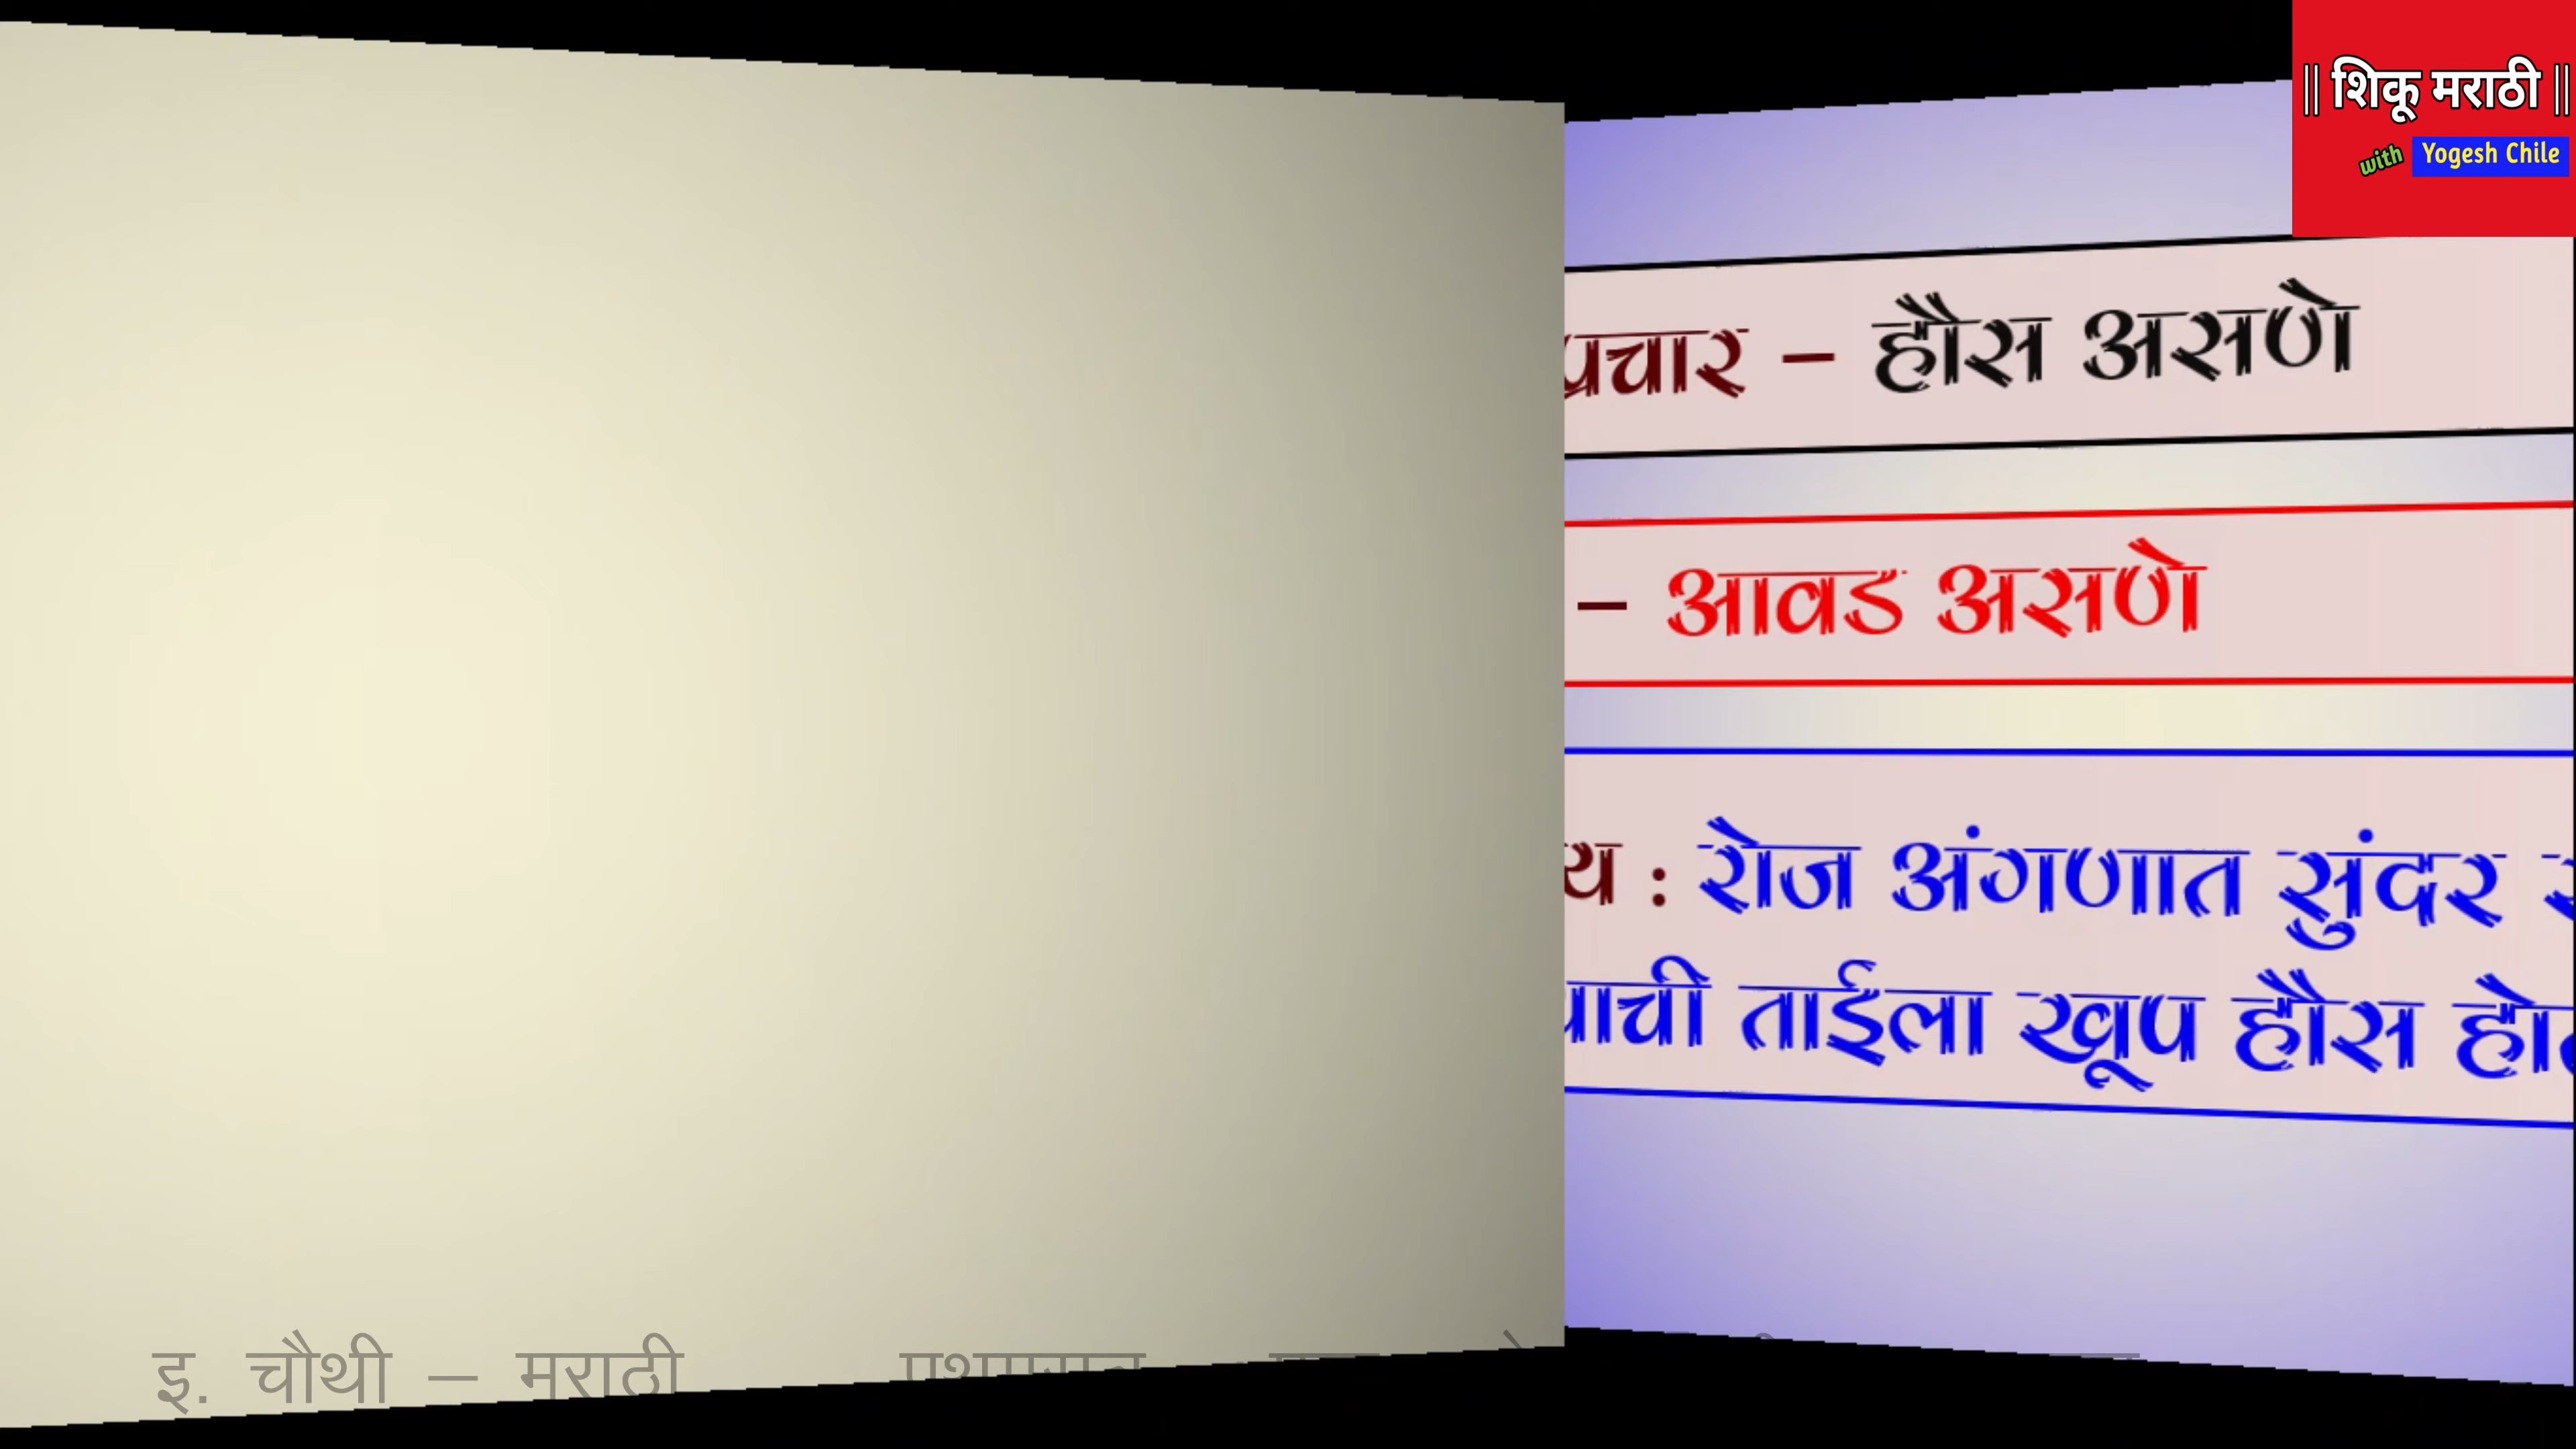 || शिकू मराठी ||
with Yogesh Chile
प्रचार – हौस असणे
– आवड असणे
य : रोज अंगणात सुंदर
ताईला खूप हौस
इ. चौथी – मराठी